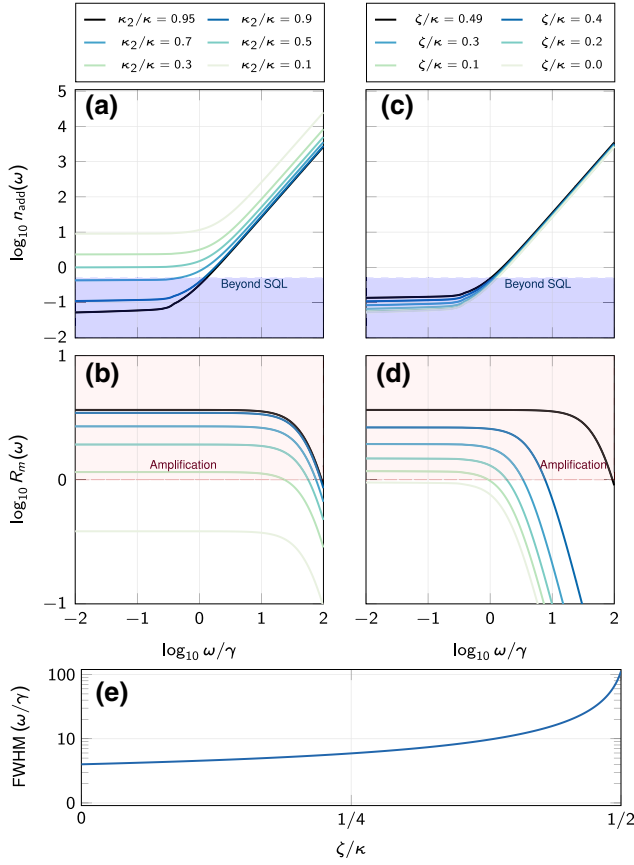 κ₂/κ = 0.95 κ₂/κ = 0.9
κ₂/κ = 0.7 κ₂/κ = 0.5
κ₂/κ = 0.3 κ₂/κ = 0.1
ζ/κ = 0.49 ζ/κ = 0.4
ζ/κ = 0.3 ζ/κ = 0.2
ζ/κ = 0.1 ζ/κ = 0.0
(a)
log₁₀ n_add(ω)
5
4
3
2
1
0
−1
−2
Beyond SQL
(c)
Beyond SQL
(b)
log₁₀ R_m(ω)
1
0
−1
Amplification
−2 −1 0 1 2
log₁₀ ω/γ
(d)
Amplification
−2 −1 0 1 2
log₁₀ ω/γ
(e)
FWHM (ω/γ)
100
10
0
0 1/4 1/2
ζ/κ